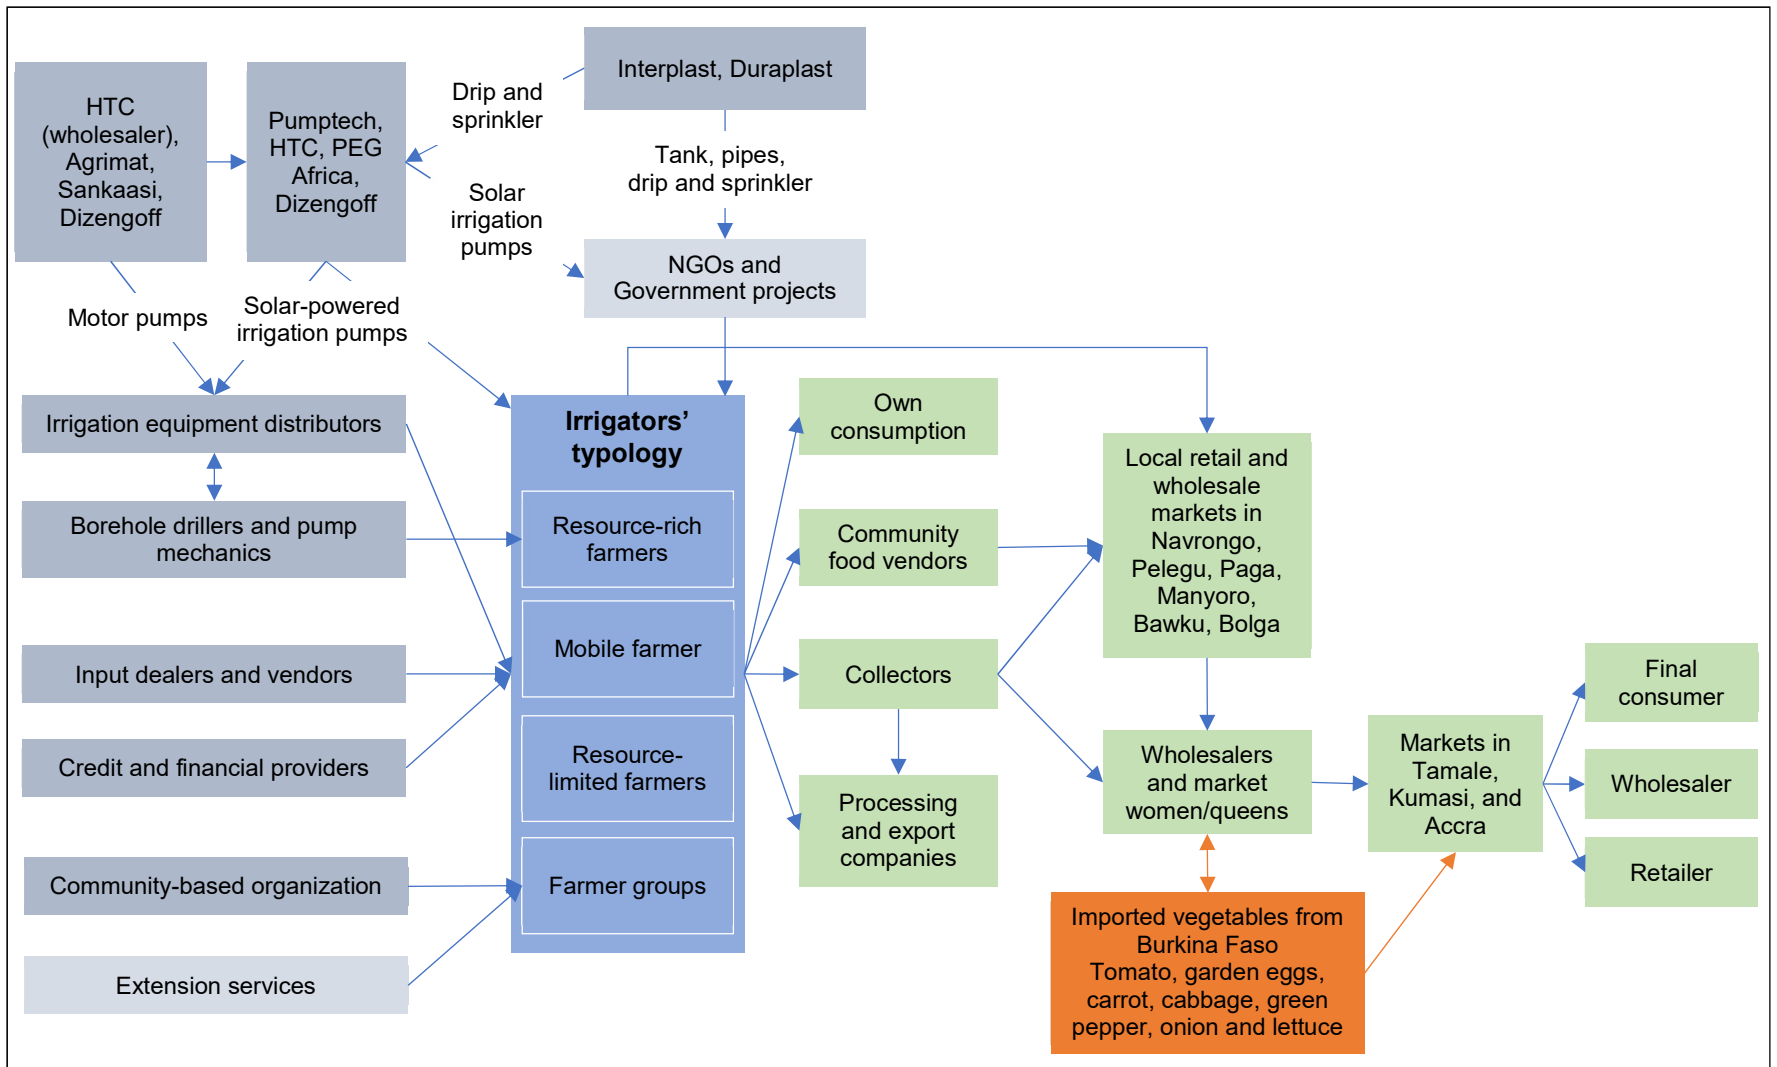 Interplast, Duraplast
HTC
(wholesaler),
Agrimat,
Sankaasi,
Dizengoff
Pumptech,
HTC, PEG
Africa,
Dizengoff
Drip and
sprinkler
Tank, pipes,
drip and sprinkler
Solar
irrigation
pumps
NGOs and
Government projects
Motor pumps
Solar-powered
irrigation pumps
Irrigation equipment distributors
Borehole drillers and pump
mechanics
Input dealers and vendors
Credit and financial providers
Community-based organization
Extension services
Irrigators’
typology
Resource-rich
farmers
Mobile farmer
Resource-
limited farmers
Farmer groups
Own
consumption
Community
food vendors
Collectors
Processing
and export
companies
Local retail and
wholesale
markets in
Navrongo,
Pelegu, Paga,
Manyoro,
Bawku, Bolga
Wholesalers
and market
women/queens
Imported vegetables from
Burkina Faso
Tomato, garden eggs,
carrot, cabbage, green
pepper, onion and lettuce
Markets in
Tamale,
Kumasi, and
Accra
Final
consumer
Wholesaler
Retailer